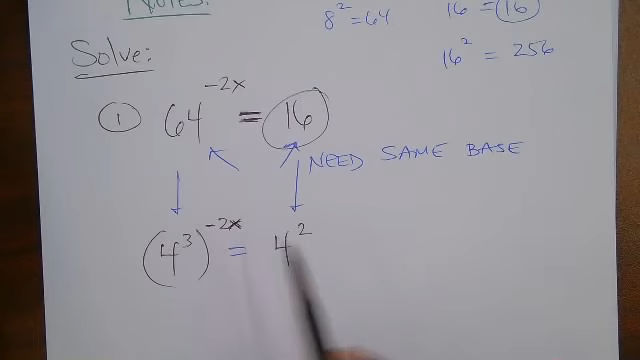 Notes:
8² = 64
16 = 16
16² = 256
Solve:
① 64⁻²ˣ = 16
NEED SAME BASE
(4³)⁻²ˣ = 4²